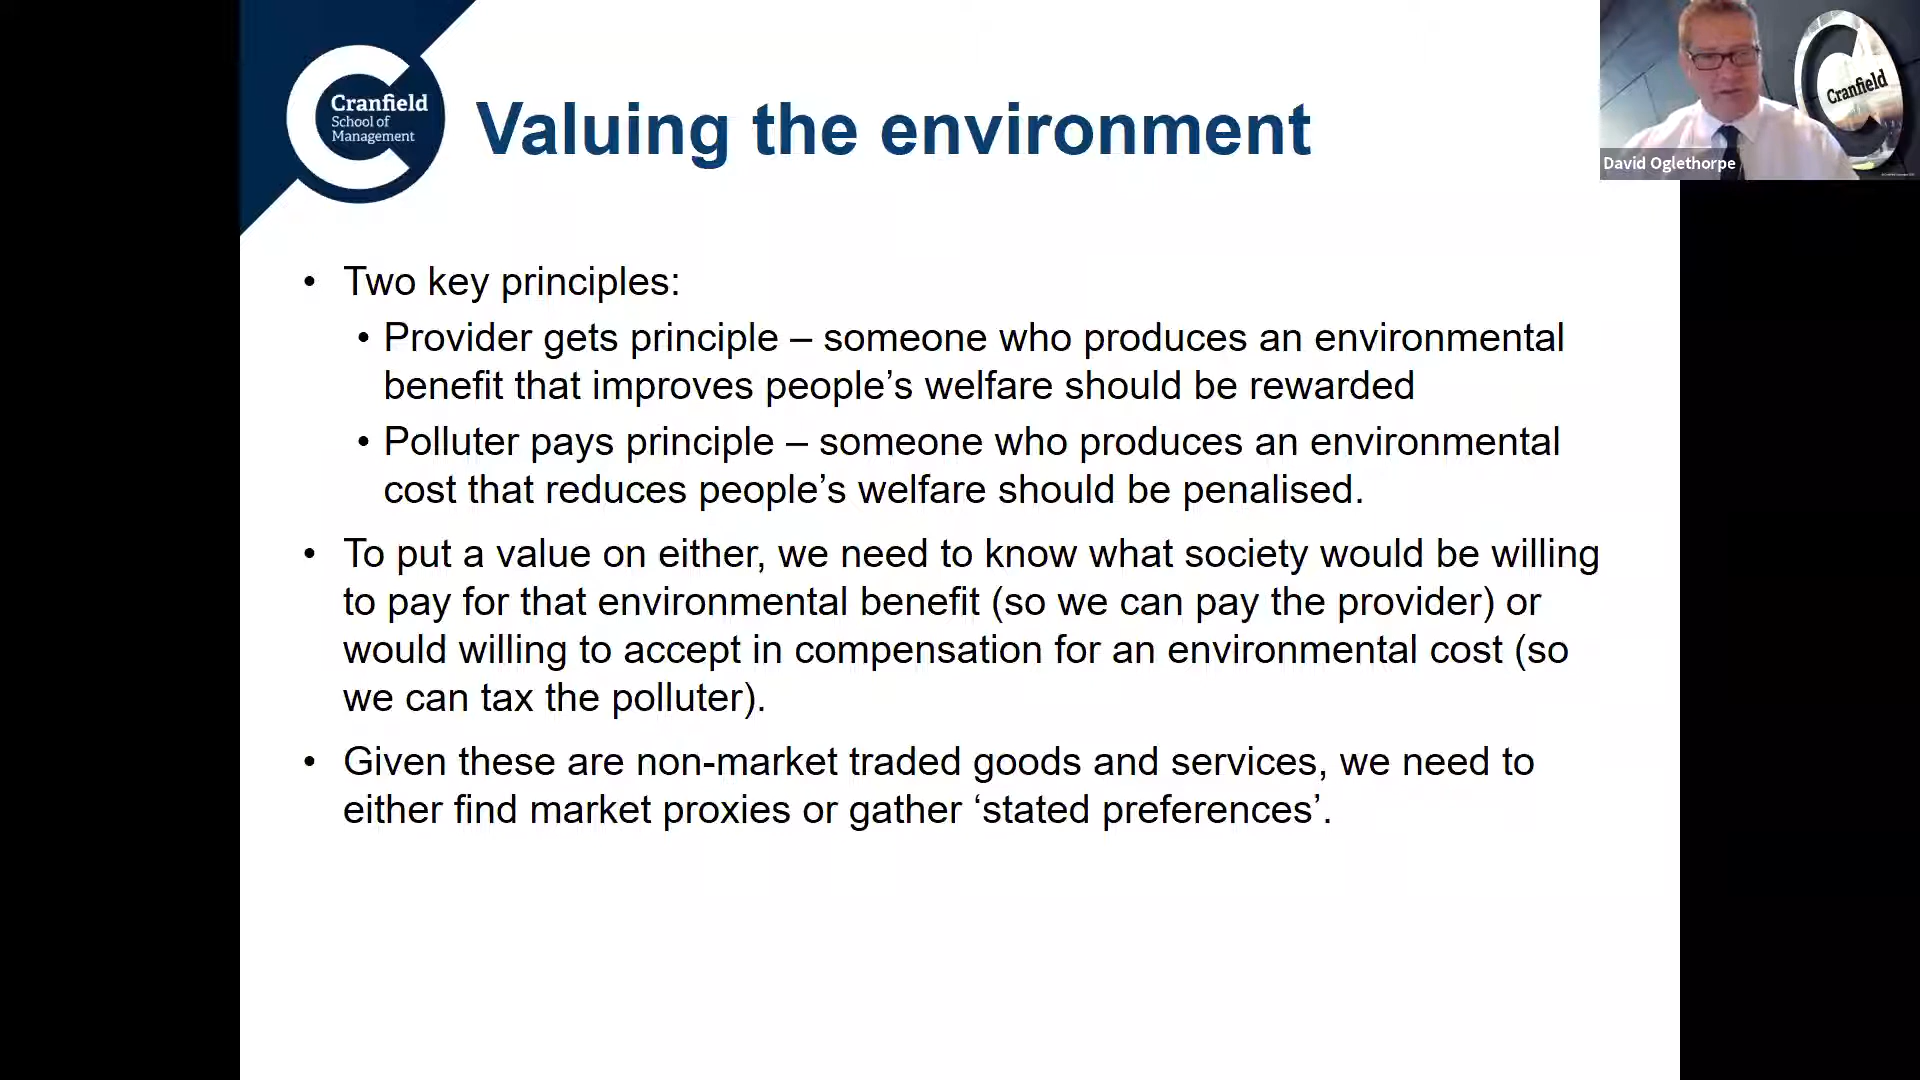 Cranfield
School of
Management
Valuing the environment
Cranfield
David Oglethorpe
• Two key principles:
• Provider gets principle – someone who produces an environmental
benefit that improves people’s welfare should be rewarded
• Polluter pays principle – someone who produces an environmental
cost that reduces people’s welfare should be penalised.
• To put a value on either, we need to know what society would be willing
to pay for that environmental benefit (so we can pay the provider) or
would willing to accept in compensation for an environmental cost (so
we can tax the polluter).
• Given these are non-market traded goods and services, we need to
either find market proxies or gather ‘stated preferences’.